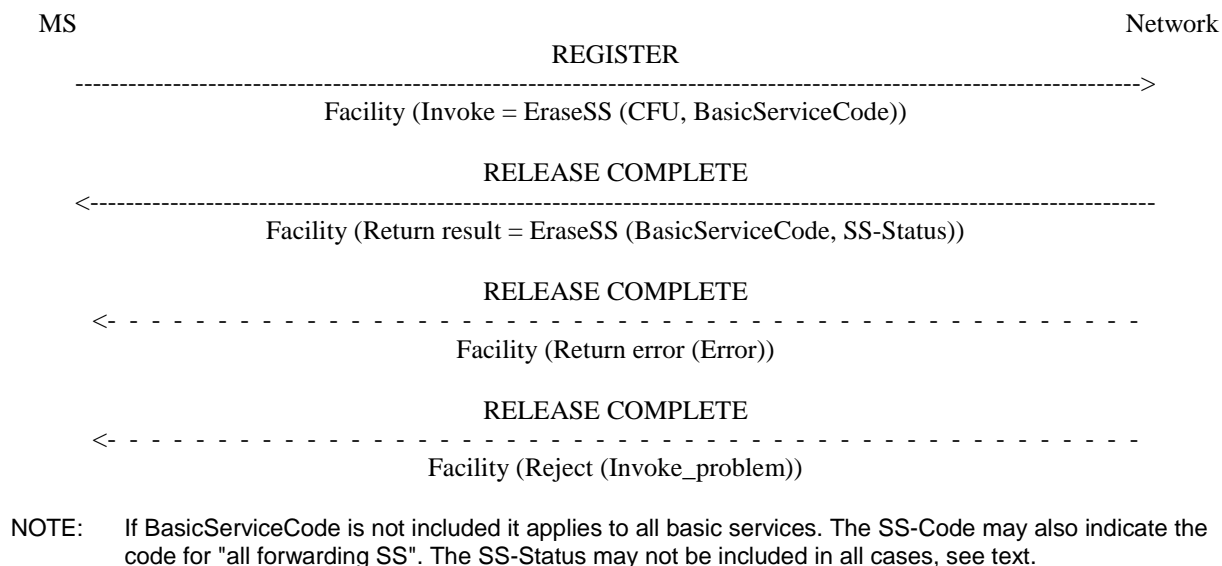 MS Network
REGISTER
------------------------------------------------------------------------------------------------------------------------>
Facility (Invoke = EraseSS (CFU, BasicServiceCode))
RELEASE COMPLETE
<------------------------------------------------------------------------------------------------------------------------
Facility (Return result = EraseSS (BasicServiceCode, SS-Status))
RELEASE COMPLETE
<- - - - - - - - - - - - - - - - - - - - - - - - - - - - - - - - - - - - - - - - - - - - - - - -
Facility (Return error (Error))
RELEASE COMPLETE
<- - - - - - - - - - - - - - - - - - - - - - - - - - - - - - - - - - - - - - - - - - - - - - - -
Facility (Reject (Invoke_problem))
NOTE: If BasicServiceCode is not included it applies to all basic services. The SS-Code may also indicate the
code for "all forwarding SS". The SS-Status may not be included in all cases, see text.